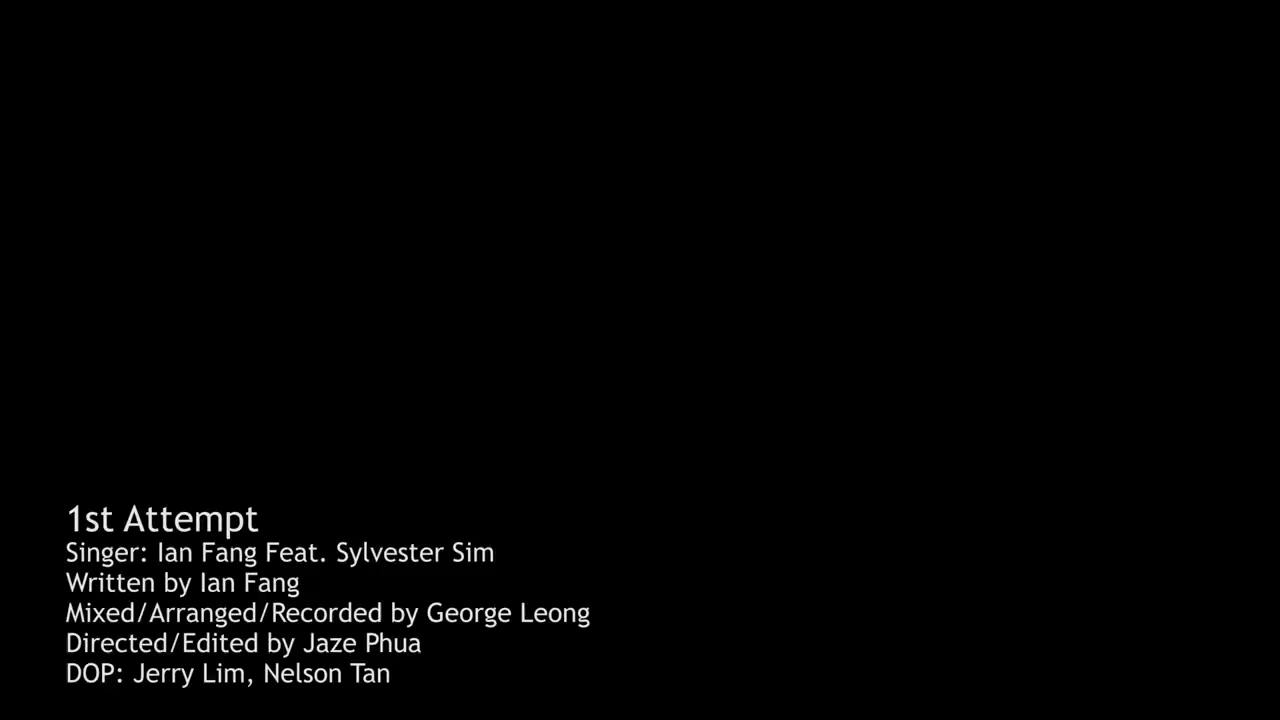 1st Attempt
Singer: Ian Fang Feat. Sylvester Sim
Written by Ian Fang
Mixed/Arranged/Recorded by George Leong
Directed/Edited by Jaze Phua
DOP: Jerry Lim, Nelson Tan